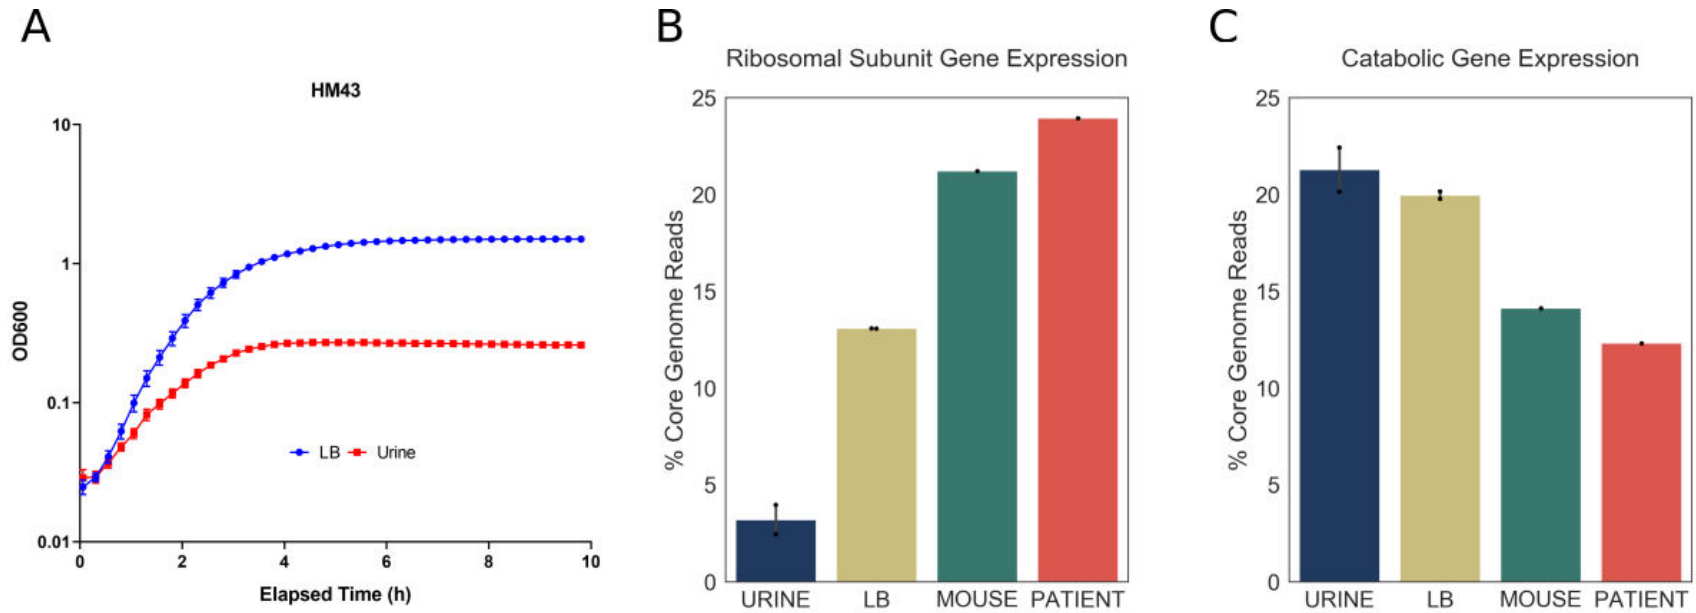 A
HM43
10
1
0.1
0.01
OD600
LB
Urine
0 2 4 6 8 10
Elapsed Time (h)
B
Ribosomal Subunit Gene Expression
25
20
15
10
5
0
% Core Genome Reads
URINE LB MOUSE PATIENT
C
Catabolic Gene Expression
25
20
15
10
5
0
% Core Genome Reads
URINE LB MOUSE PATIENT